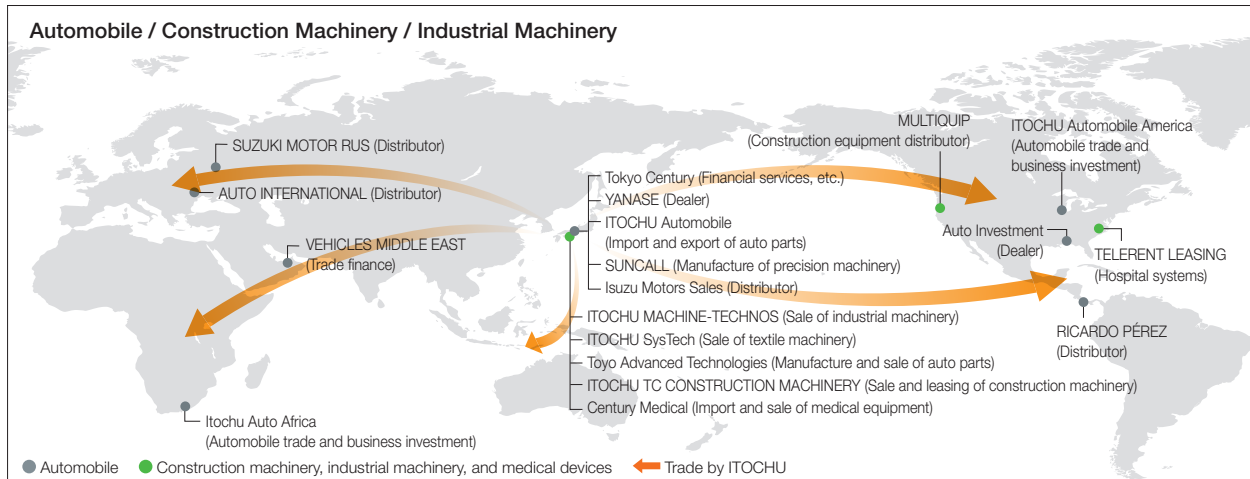 Automobile / Construction Machinery / Industrial Machinery
SUZUKI MOTOR RUS (Distributor)
AUTO INTERNATIONAL (Distributor)
VEHICLES MIDDLE EAST
(Trade finance)
Itochu Auto Africa
(Automobile trade and business investment)
Tokyo Century (Financial services, etc.)
YANASE (Dealer)
ITOCHU Automobile
(Import and export of auto parts)
SUNCALL (Manufacture of precision machinery)
Isuzu Motors Sales (Distributor)
ITOCHU MACHINE-TECHNOS (Sale of industrial machinery)
ITOCHU SysTech (Sale of textile machinery)
Toyo Advanced Technologies (Manufacture and sale of auto parts)
ITOCHU TC CONSTRUCTION MACHINERY (Sale and leasing of construction machinery)
Century Medical (Import and sale of medical equipment)
MULTIQUIP
(Construction equipment distributor)
ITOCHU Automobile America
(Automobile trade and
business investment)
Auto Investment
(Dealer)
TELERENT LEASING
(Hospital systems)
RICARDO PÉREZ
(Distributor)
Automobile
Construction machinery, industrial machinery, and medical devices
Trade by ITOCHU